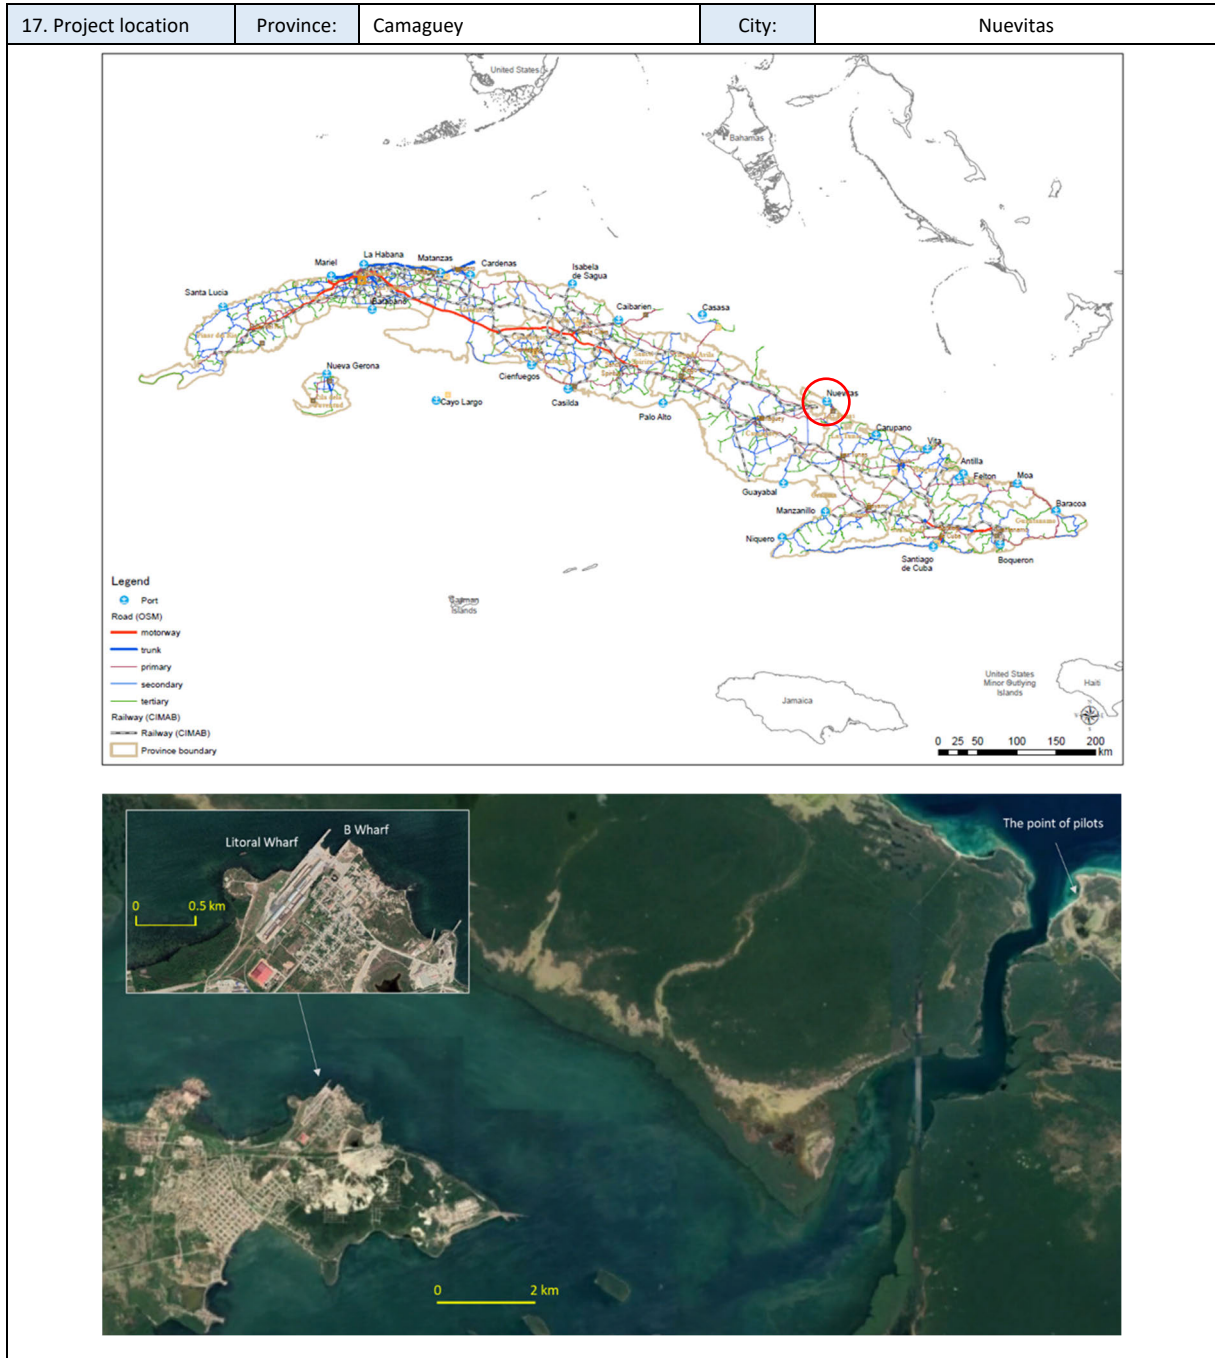 17. Project location Province: Camaguey City: Nuevitas
United States
Bahamas
La Habana
Mariel
Matanzas
Cardenas
Isabela
de Sagua
Santa Lucia
Batabano
Caibarien
Casasa
Nueva Gerona
Cienfuegos
Cayo Largo
Casilda
Palo Alto
Nuevitas
Carupano
Vita
Antilla
Felton
Moa
Guayabal
Manzanillo
Baracoa
Niquero
Santiago
de Cuba
Boqueron
Legend
Port
Road (OSM)
motorway
trunk
primary
secondary
tertiary
Railway (CIMAB)
Railway (CIMAB)
Province boundary
Cayman
Islands
Jamaica
United States
Minor Outlying
Islands
Haiti
0 25 50 100 150 200
km
B Wharf
Litoral Wharf
0 0.5 km
The point of pilots
0 2 km